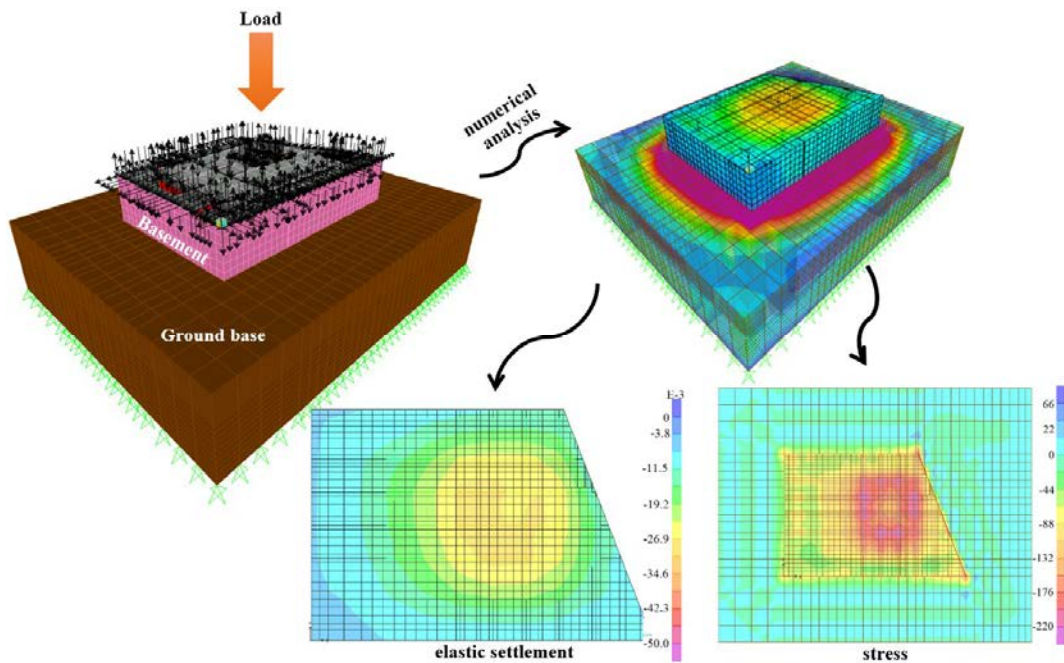 Load
numerical
analysis
Basement
Ground base
E-3
0
-3.8
-11.5
-19.2
-26.9
-34.6
-42.3
-50.0
elastic settlement
66
22
0
-44
-88
-132
-176
-220
stress